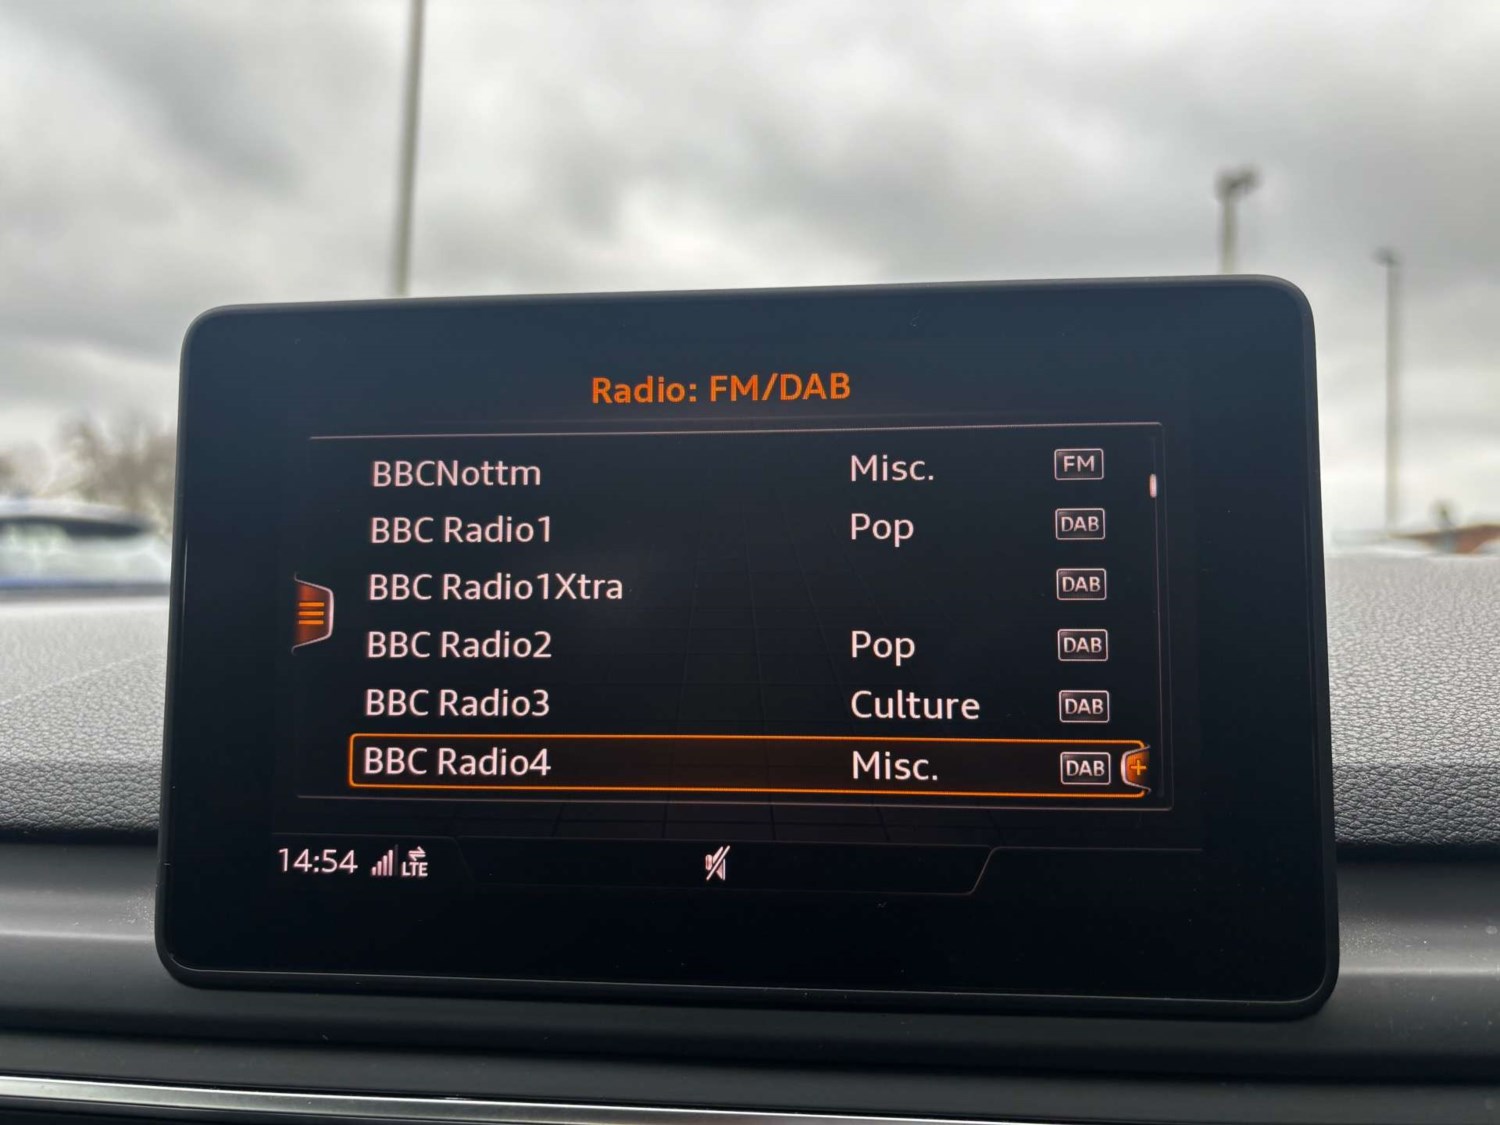 Radio: FM/DAB
BBCNottm Misc. FM
BBC Radio1 Pop DAB
BBC Radio1Xtra DAB
BBC Radio2 Pop DAB
BBC Radio3 Culture DAB
BBC Radio4 Misc. DAB +
14:54 LTE